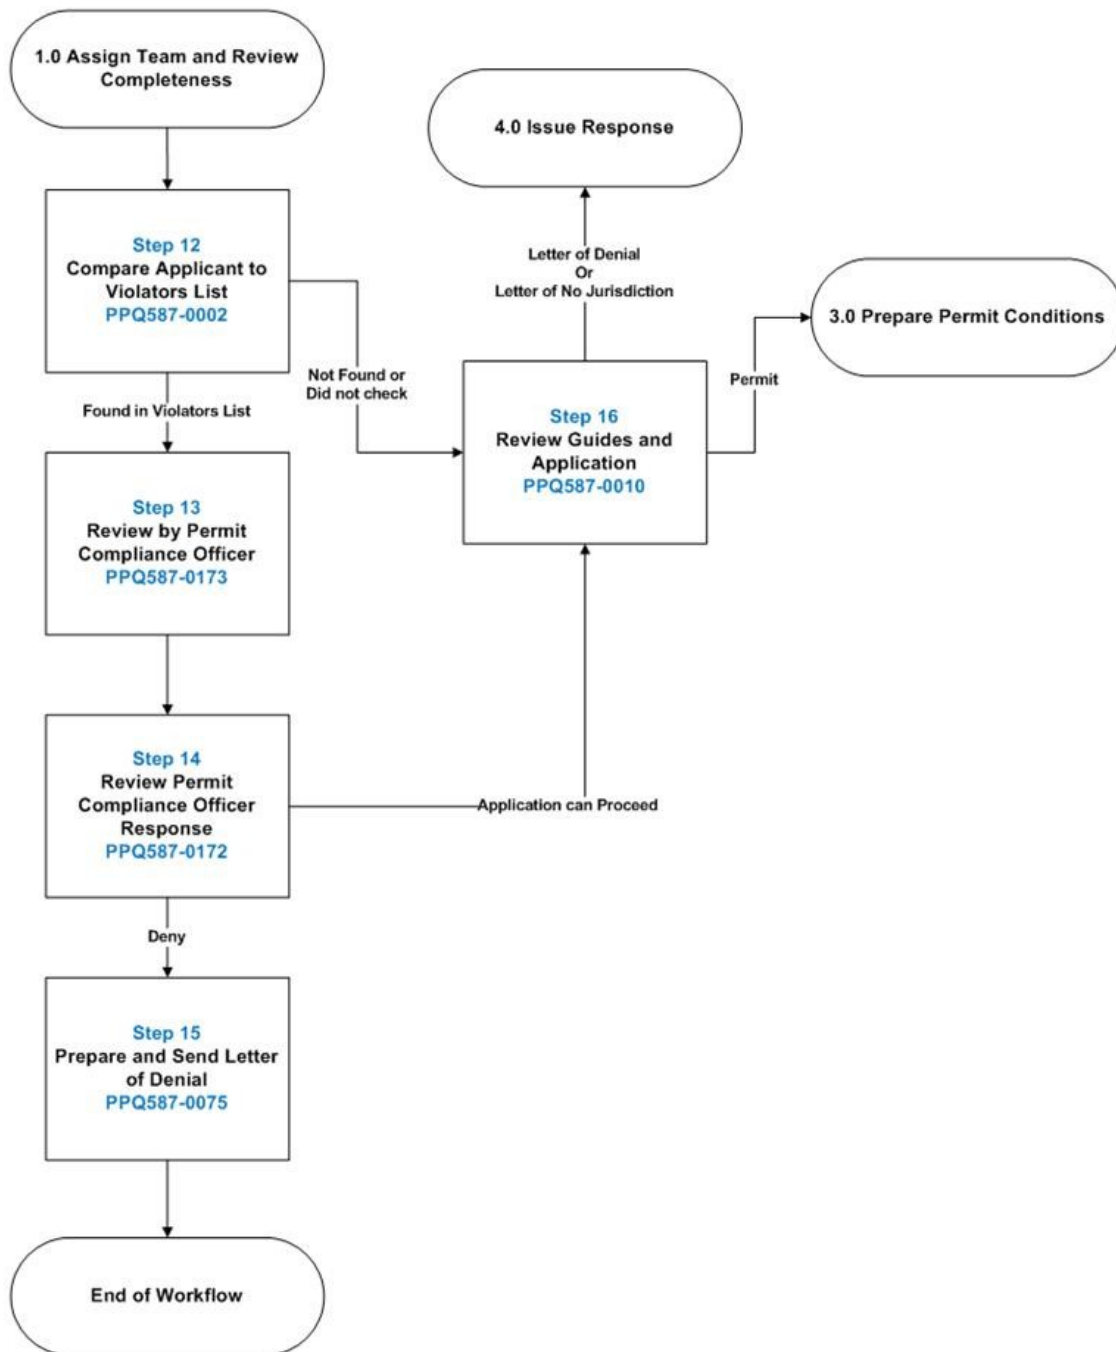 1.0 Assign Team and Review
Completeness
4.0 Issue Response
Step 12
Compare Applicant to
Violators List
PPQ587-0002
Letter of Denial
Or
Letter of No Jurisdiction
3.0 Prepare Permit Conditions
Not Found or
Did not check
Permit
Found in Violators List
Step 16
Review Guides and
Application
PPQ587-0010
Step 13
Review by Permit
Compliance Officer
PPQ587-0173
Step 14
Review Permit
Compliance Officer
Response
PPQ587-0172
Application can Proceed
Deny
Step 15
Prepare and Send Letter
of Denial
PPQ587-0075
End of Workflow